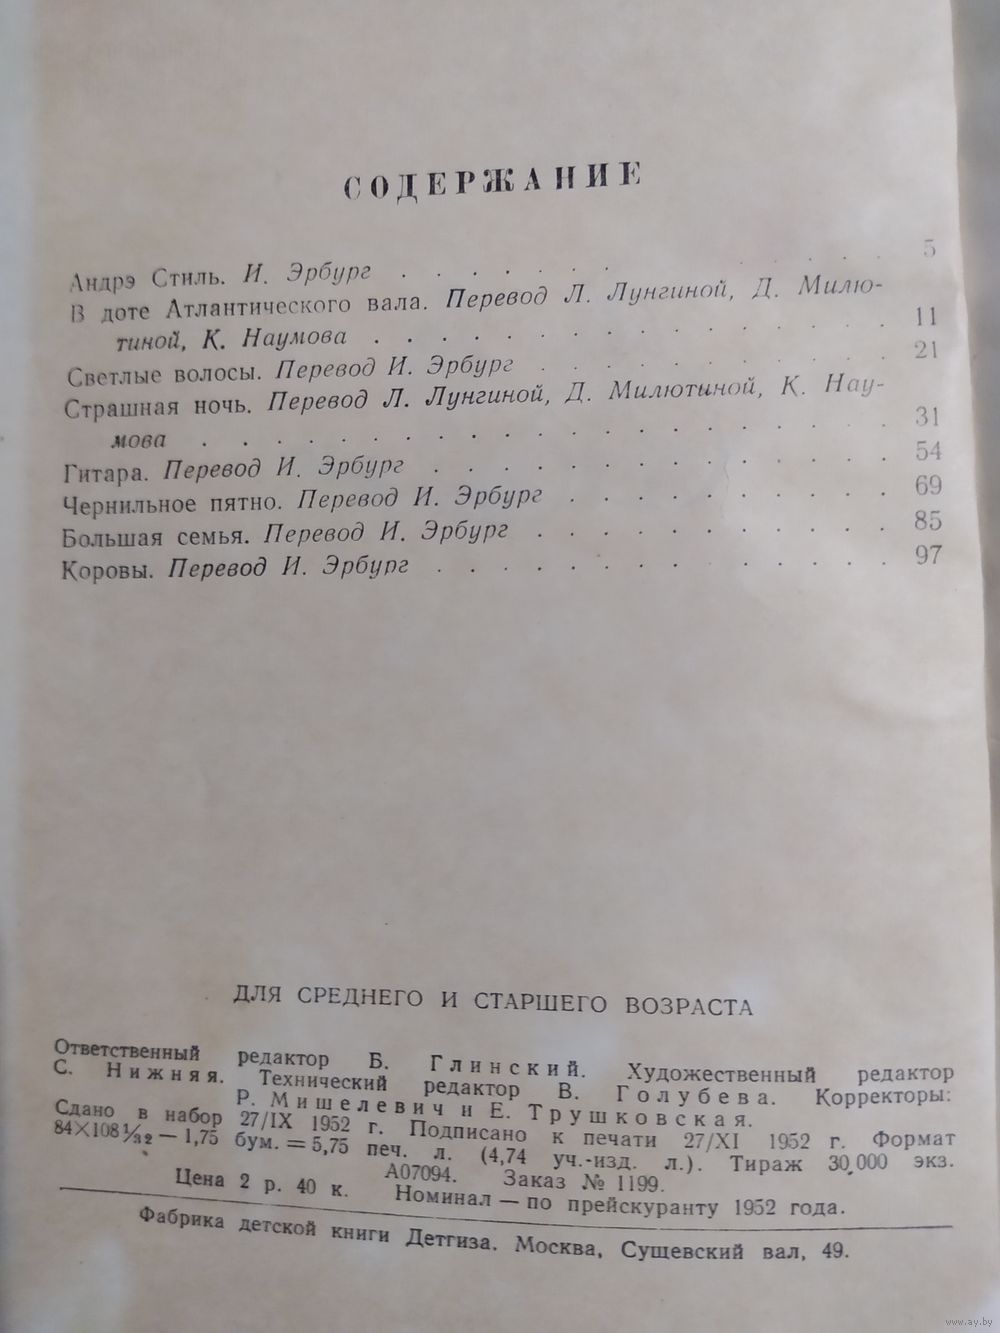 СОДЕРЖАНИЕ
Андрэ Стиль. И. Эрбург . . . . . . . . . . . . 5
В доте Атлантического вала. Перевод Л. Лунгиной, Д. Милю-
тиной, К. Наумова . . . . . . . . . . . . . . . 11
Светлые волосы. Перевод И. Эрбург . . . . . . . . . . 21
Страшная ночь. Перевод Л. Лунгиной, Д. Милютиной, К. Нау-
мова . . . . . . . . . . . . . . . . . . . 31
Гитара. Перевод И. Эрбург . . . . . . . . . . . . . 54
Чернильное пятно. Перевод И. Эрбург . . . . . . . . . 69
Большая семья. Перевод И. Эрбург . . . . . . . . . . 85
Коровы. Перевод И. Эрбург . . . . . . . . . . . . . 97
ДЛЯ СРЕДНЕГО И СТАРШЕГО ВОЗРАСТА
Ответственный редактор Б. Глинский. Художественный редактор
С. Нижняя. Технический редактор В. Голубева. Корректоры:
Р. Мишелевич и Е. Трушковская.
Сдано в набор 27/IX 1952 г. Подписано к печати 27/XI 1952 г. Формат
84×108 1/32 — 1,75 бум. = 5,75 печ. л. (4,74 уч.-изд. л.). Тираж 30.000 экз.
А07094. Заказ № 1199.
Цена 2 р. 40 к. Номинал — по прейскуранту 1952 года.
Фабрика детской книги Детгиза. Москва, Сущевский вал, 49.
www.ay.by